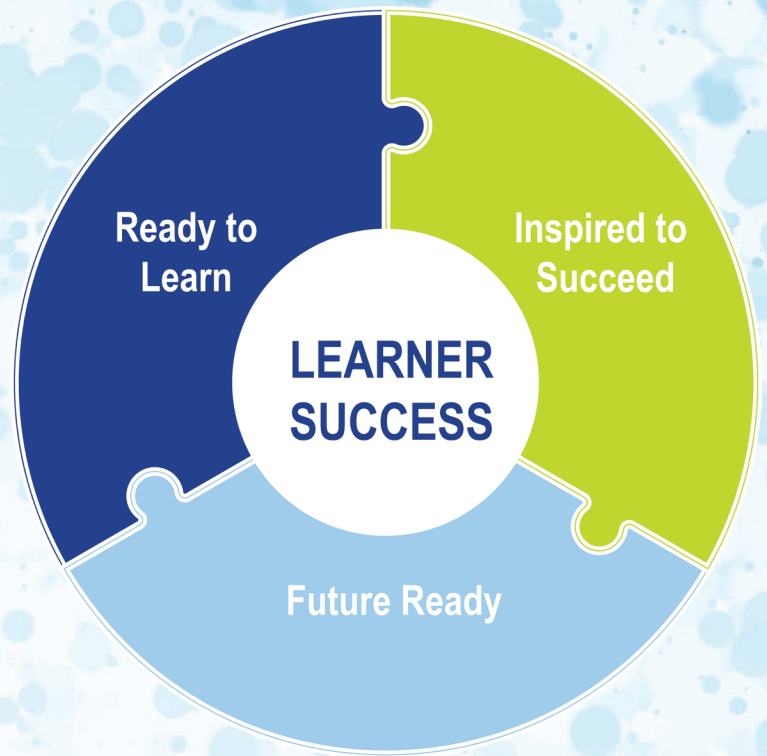 Ready to
Learn
Inspired to
Succeed
LEARNER
SUCCESS
Future Ready